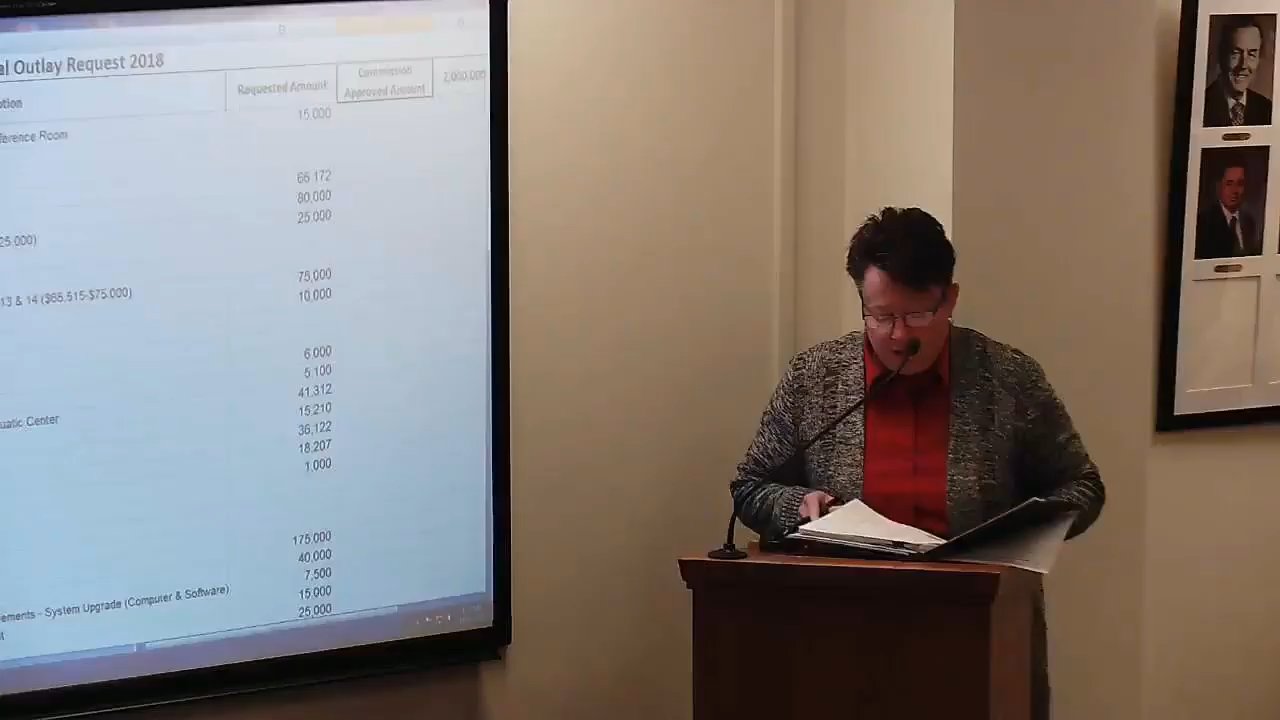 al Outlay Request 2018
ption
Requested Amount
Commission
Approved Amount
2,000,000
15,000
ference Room
66,172
80,000
25,000
25,000)
75,000
13 & 14 ($65,515-$75,000)
10,000
6,000
5,100
41,312
15,210
uatic Center
36,122
18,207
1,000
175,000
40,000
7,500
ements - System Upgrade (Computer & Software)
15,000
25,000